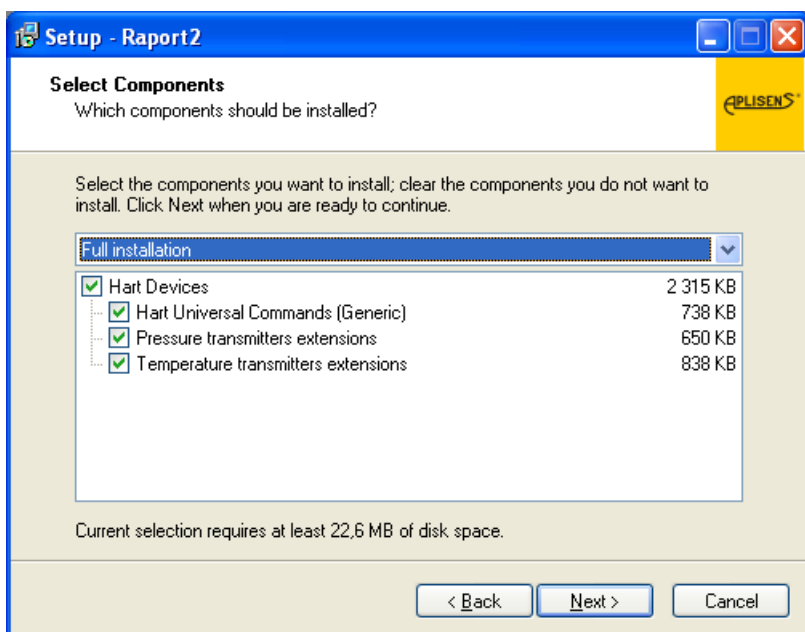 Setup - Raport2
Select Components
Which components should be installed?
APLISENS®
Select the components you want to install; clear the components you do not want to
install. Click Next when you are ready to continue.
Full installation
Hart Devices 2 315 KB
Hart Universal Commands (Generic) 738 KB
Pressure transmitters extensions 650 KB
Temperature transmitters extensions 838 KB
Current selection requires at least 22,6 MB of disk space.
< Back Next > Cancel